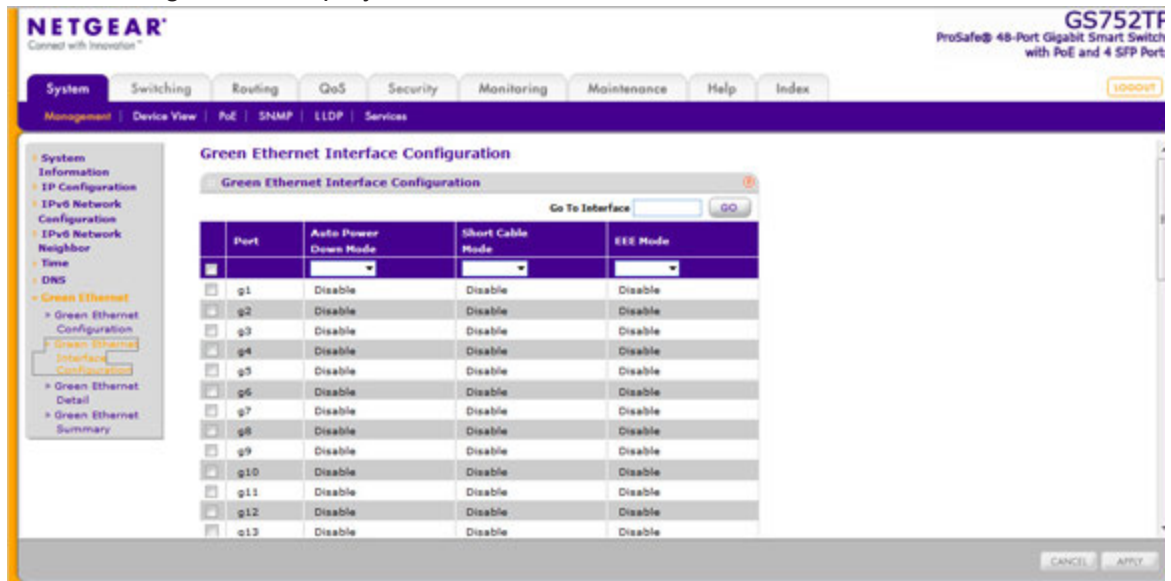 NETGEAR®
Connect with Innovation™
GS752TP
ProSafe® 48-Port Gigabit Smart Switch
with PoE and 4 SFP Port
System Switching Routing QoS Security Monitoring Maintenance Help Index LOGOUT
Management | Device View | PoE | SNMP | LLDP | Services
System
Information
IP Configuration
IPv6 Network
Configuration
IPv6 Network
Neighbor
Time
DNS
Green Ethernet
Green Ethernet
Configuration
Green Ethernet
Interface
Configuration
Green Ethernet
Detail
Green Ethernet
Summary
Green Ethernet Interface Configuration
Green Ethernet Interface Configuration
Go To Interface GO
Port Auto Power Down Mode Short Cable Mode EEE Mode
g1 Disable Disable Disable
g2 Disable Disable Disable
g3 Disable Disable Disable
g4 Disable Disable Disable
g5 Disable Disable Disable
g6 Disable Disable Disable
g7 Disable Disable Disable
g8 Disable Disable Disable
g9 Disable Disable Disable
g10 Disable Disable Disable
g11 Disable Disable Disable
g12 Disable Disable Disable
g13 Disable Disable Disable
CANCEL APPLY